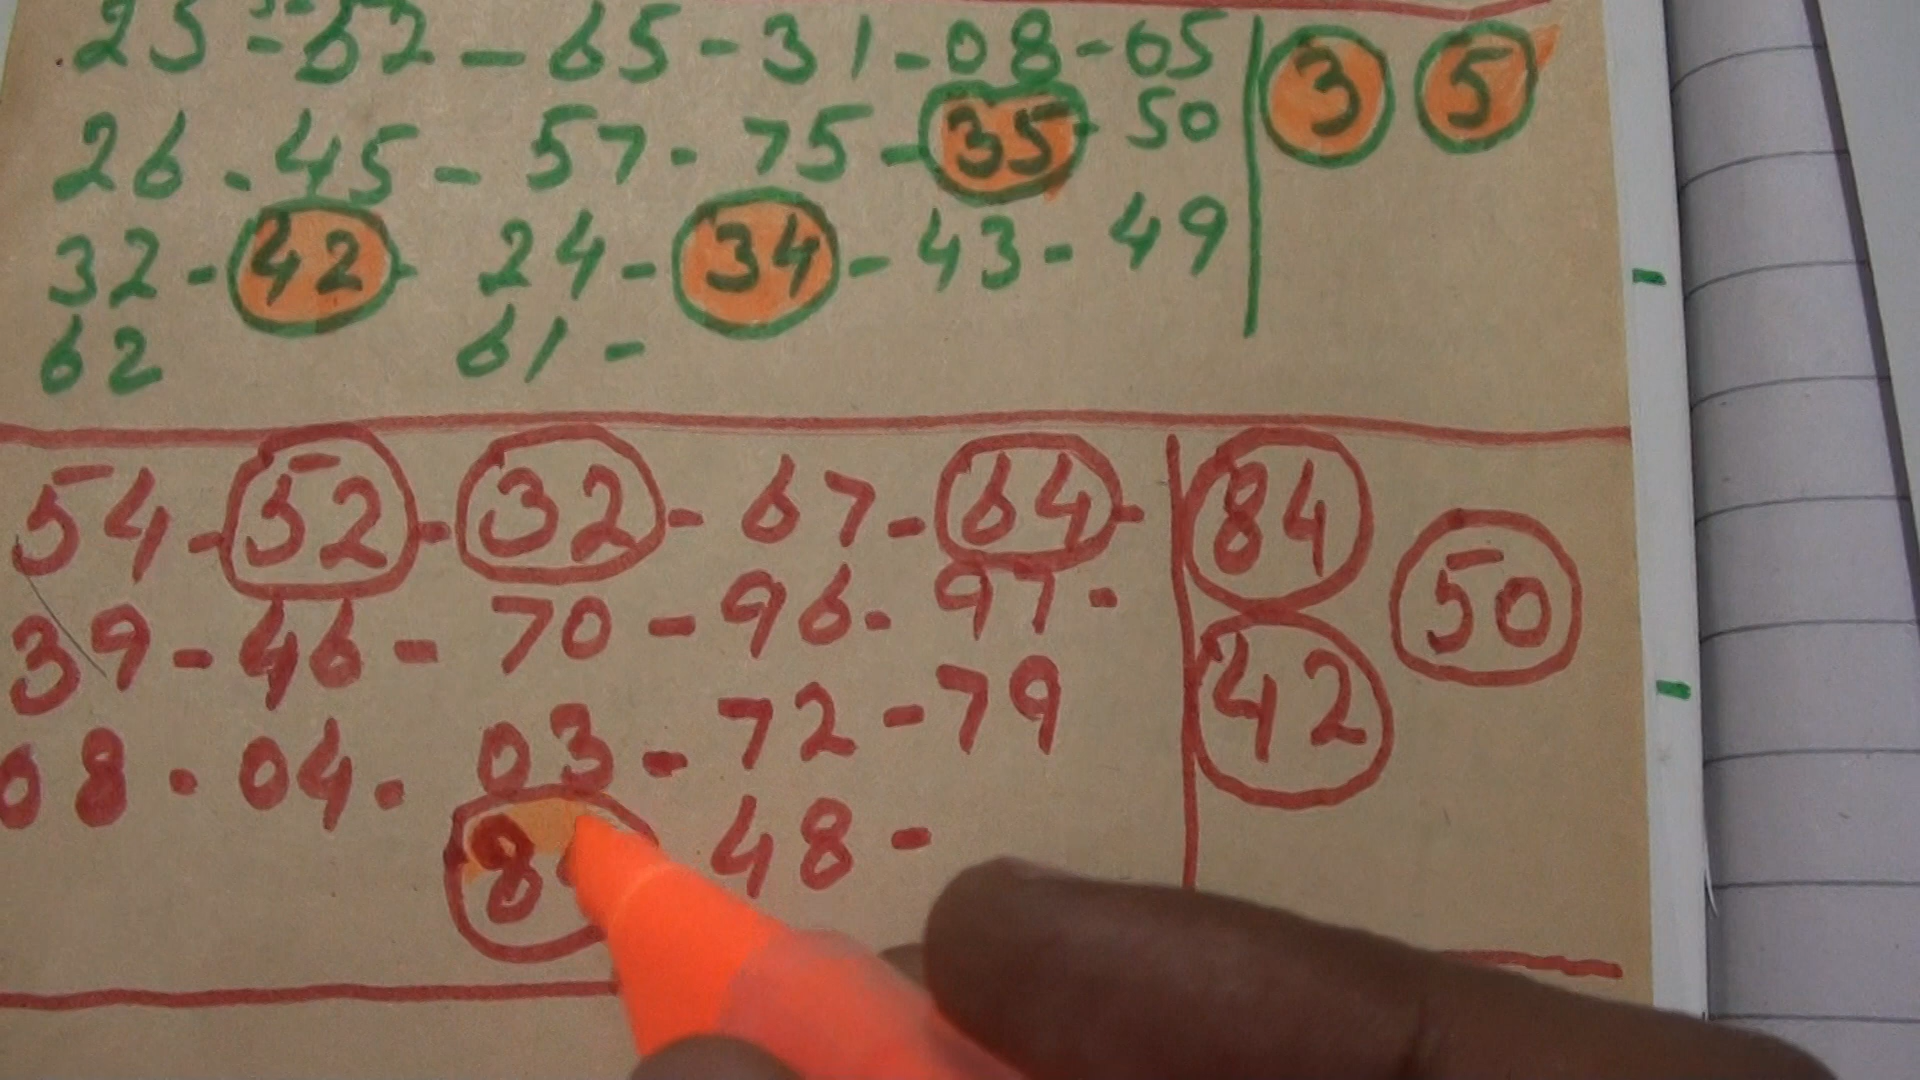 25 - 62 - 65 - 31 - 08 - 65
3 5
26 - 45 - 57 - 75 - 35 - 50
32 - 42 - 24 - 34 - 43 - 49
62 61 -
54 - 52 - 32 - 67 - 64 -
84
50
42
39 - 46 - 70 - 96 - 97 -
08 - 04 - 03 - 72 - 79
48 -